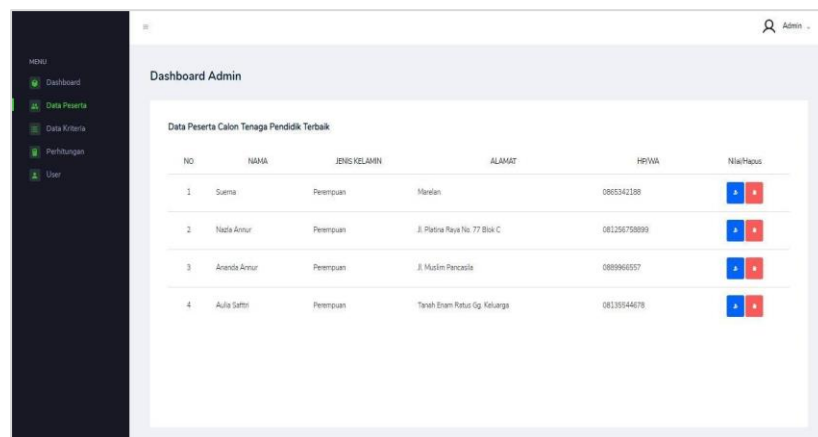 Admin
MENU
Dashboard
Data Peserta
Data Kriteria
Perhitungan
User
Dashboard Admin
Data Peserta Calon Tenaga Pendidik Terbaik
NO NAMA JENIS KELAMIN ALAMAT HP/WA Nilai/Hapus
1 Suema Perempuan Marelan 0865342188
2 Nazla Annur Perempuan Jl. Platina Raya No. 77 Blok C 081256758899
3 Ananda Annur Perempuan Jl. Muslim Pancasila 0889966557
4 Aulia Saftri Perempuan Tanah Enam Ratus Gg. Keluarga 08135544678